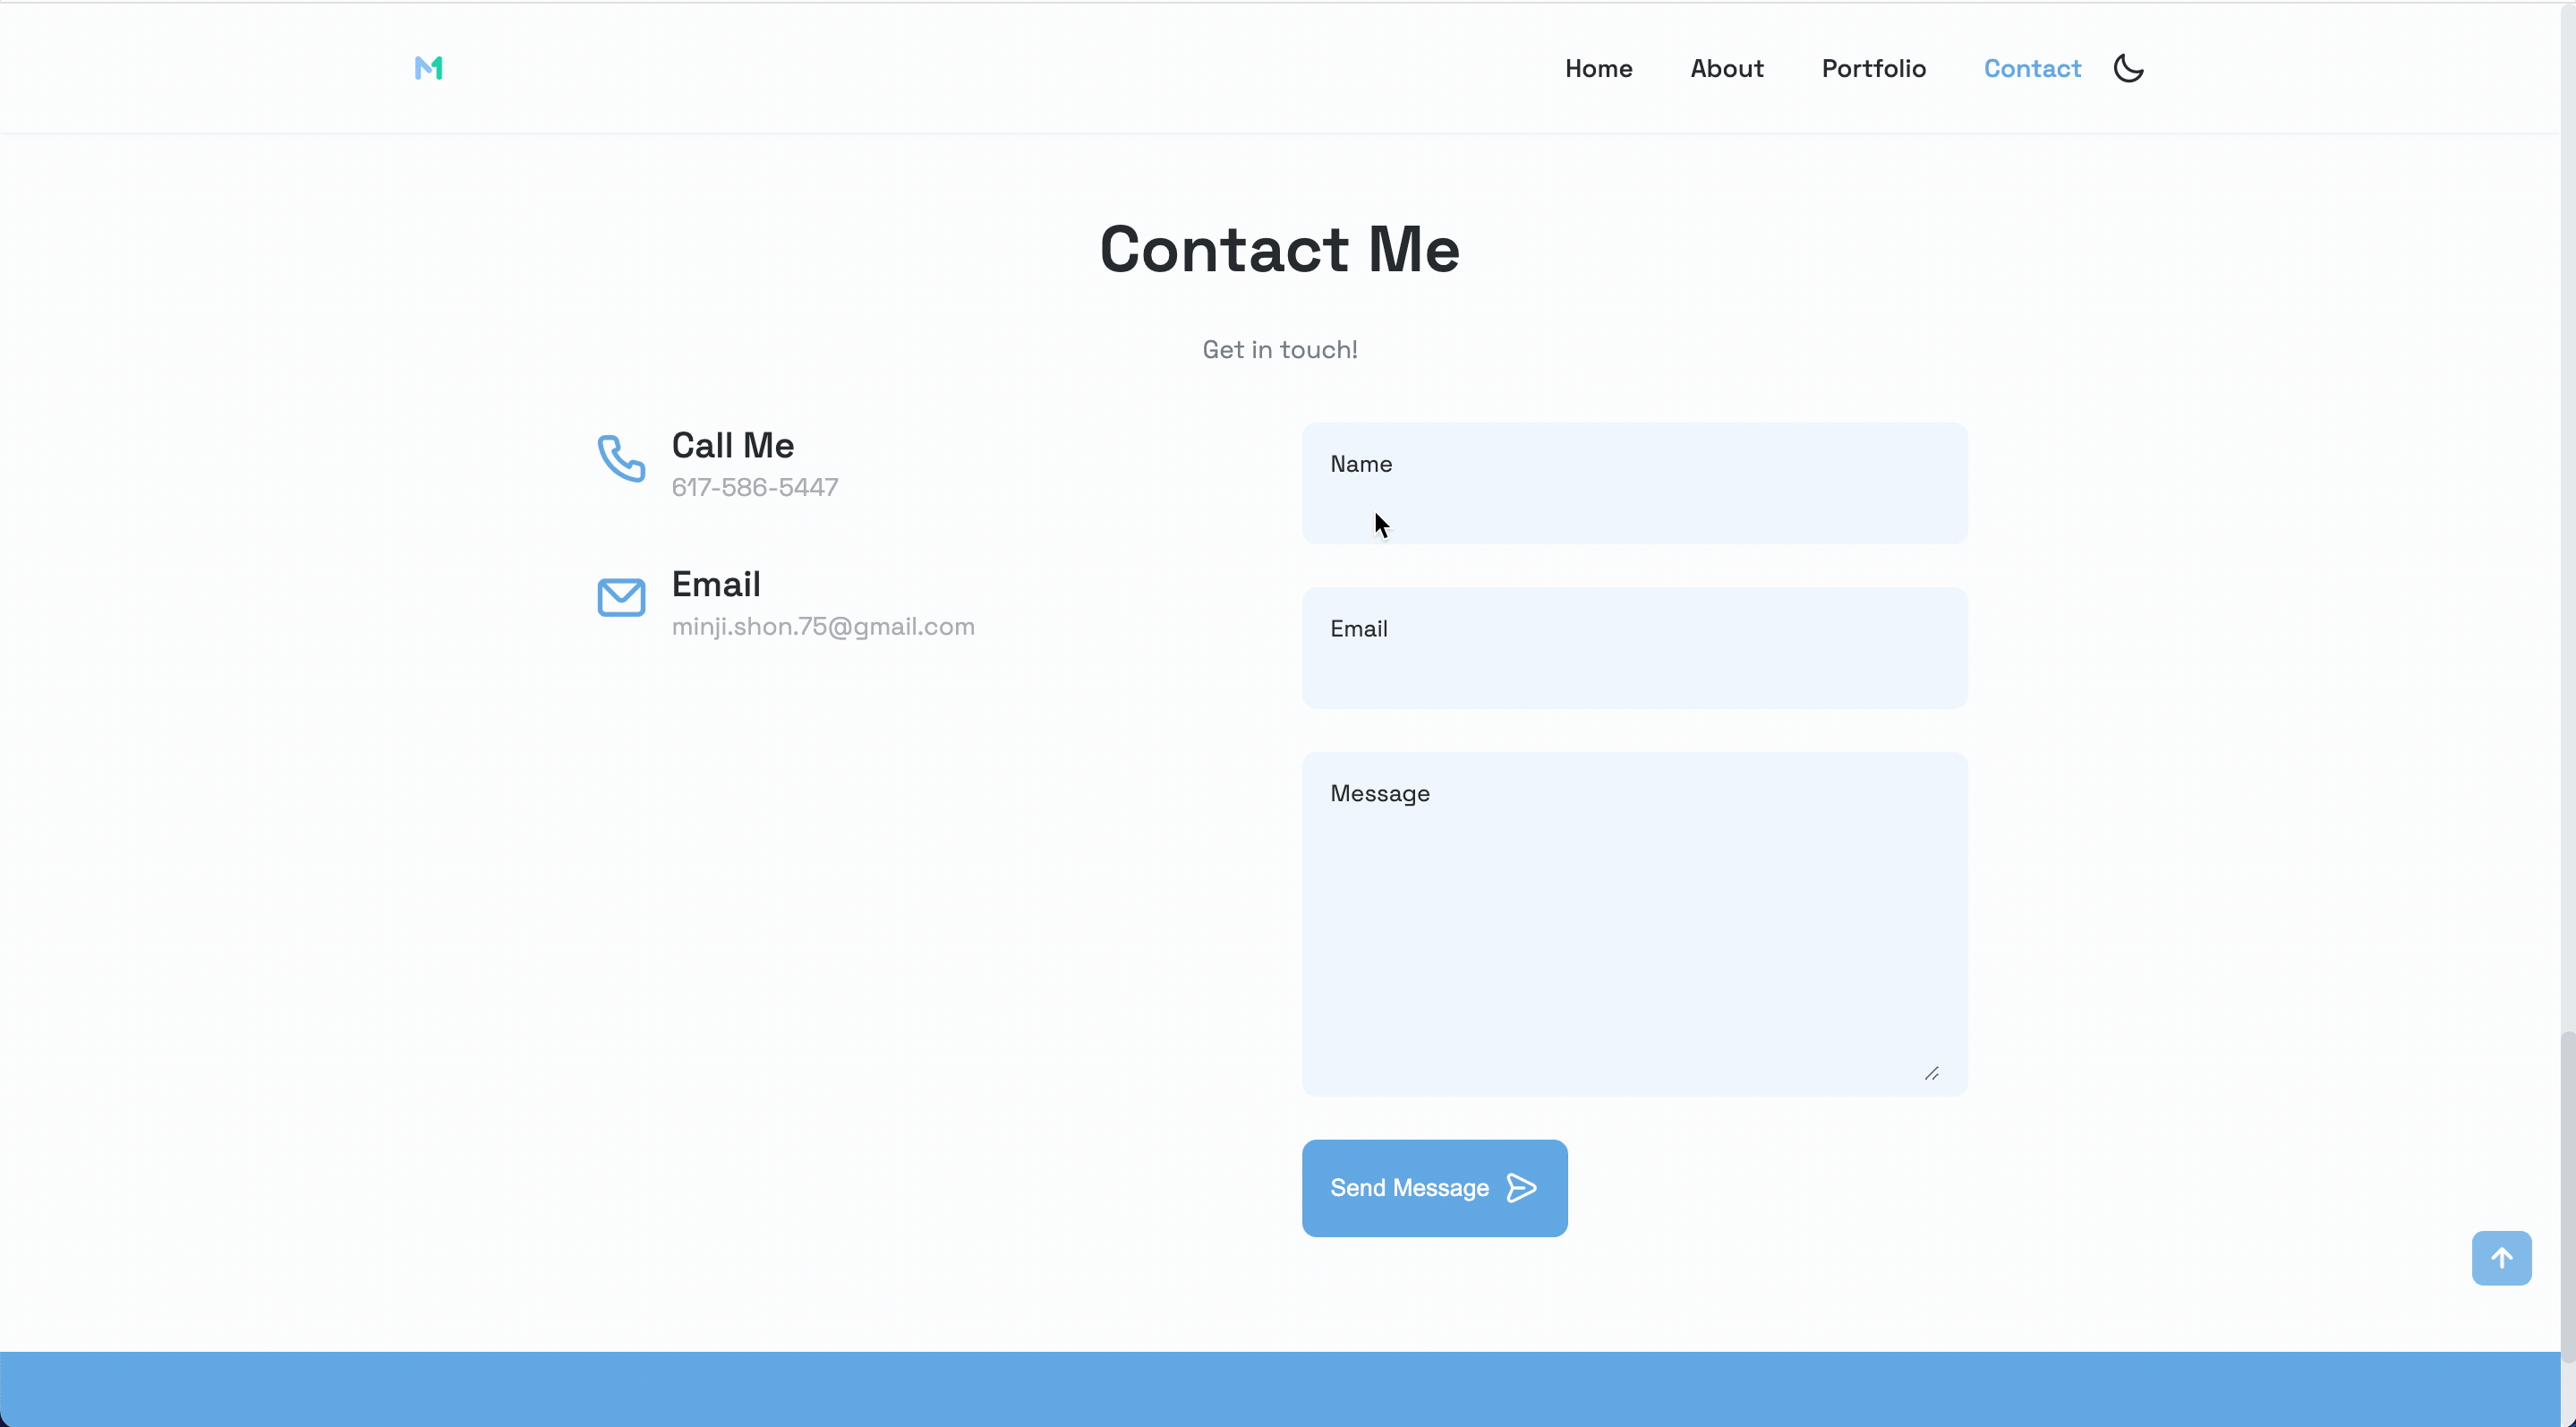 Home About Portfolio Contact
Contact Me
Get in touch!
Call Me
617-586-5447
Email
minji.shon.75@gmail.com
Name
Email
Message
Send Message